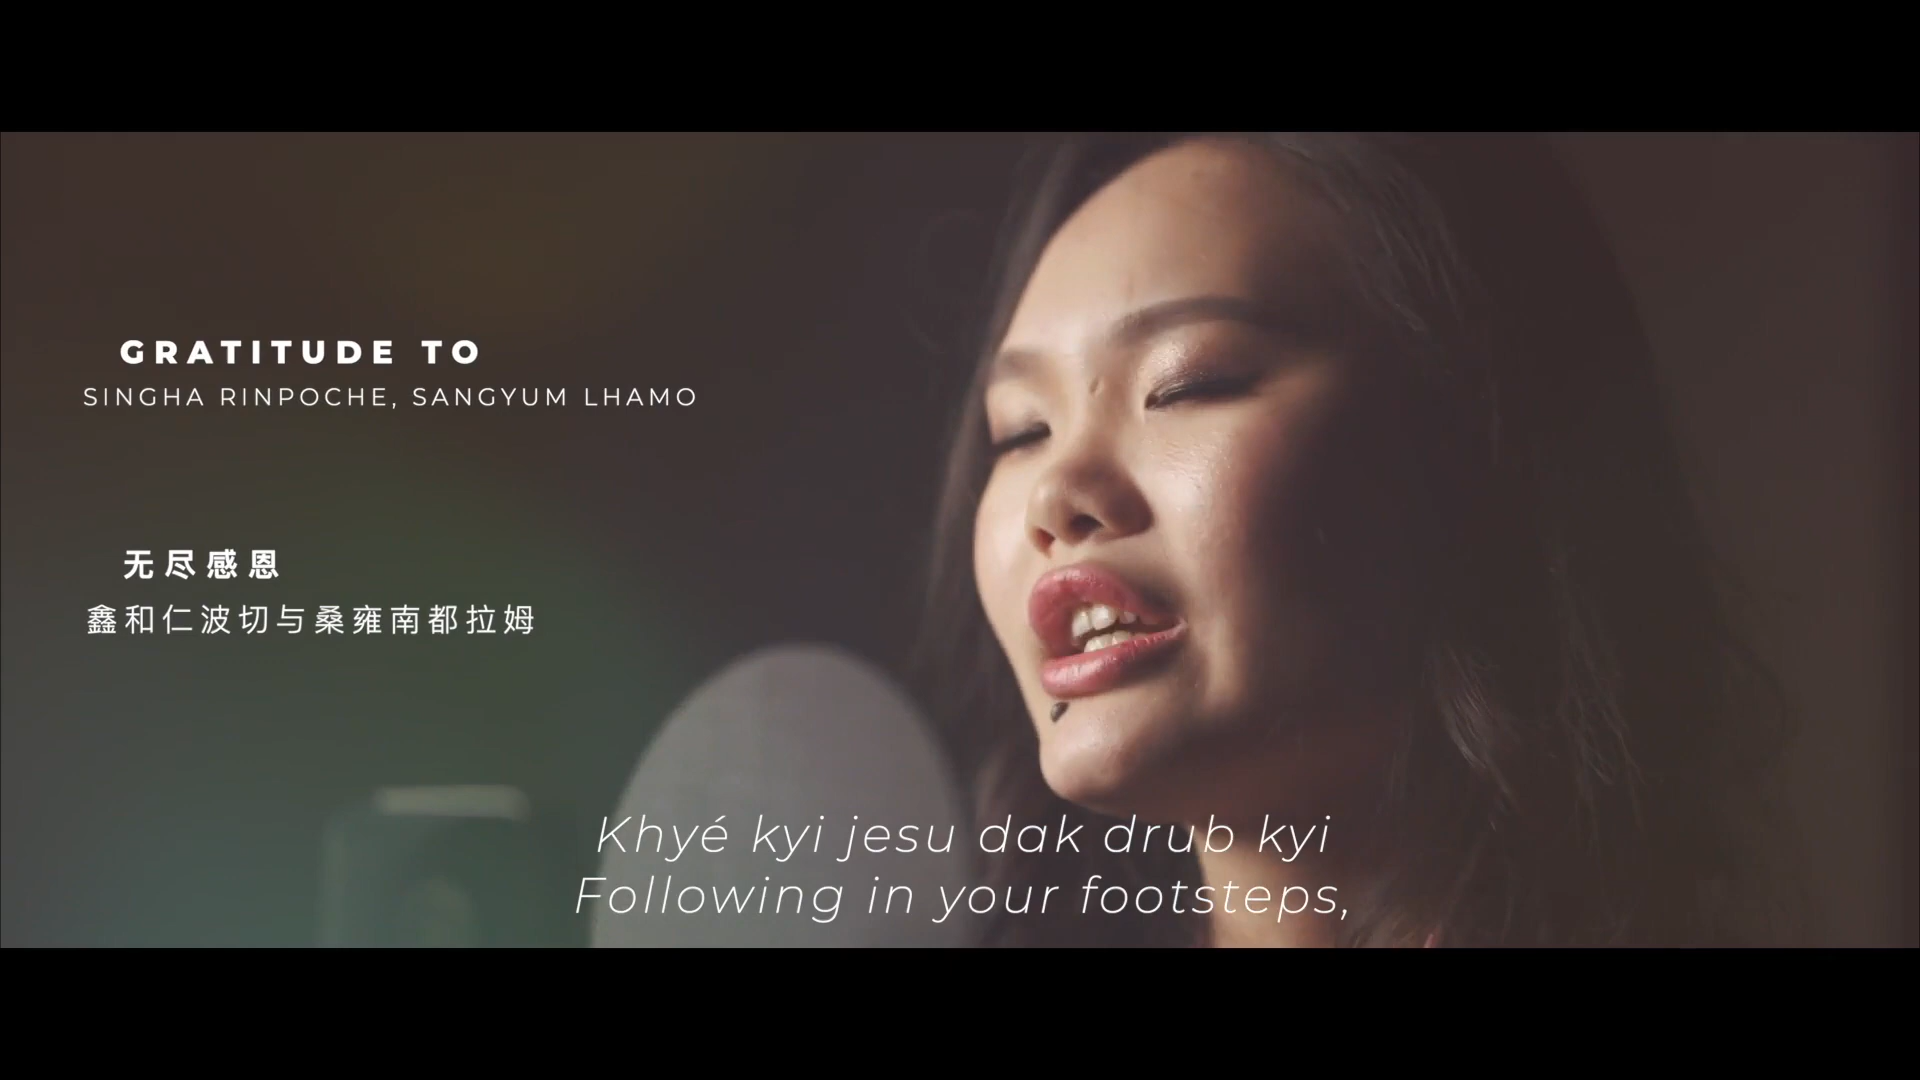 GRATITUDE TO
SINGHA RINPOCHE, SANGYUM LHAMO
无尽感恩
鑫和仁波切与桑雍南都拉姆
Khyé kyi jesu dak drub kyi
Following in your footsteps,